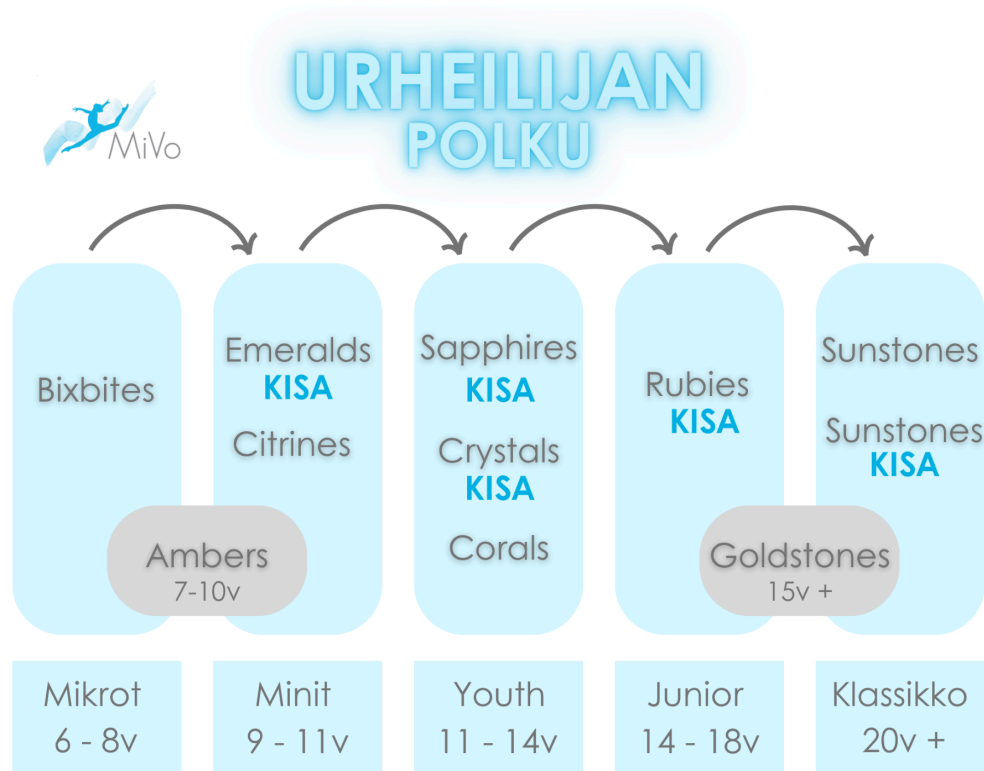 URHEILIJAN
POLKU
MiVo
Bixbites
Emeralds
KISA
Citrines
Sapphires
KISA
Crystals
KISA
Corals
Rubies
KISA
Sunstones
Sunstones
KISA
Ambers
7-10v
Goldstones
15v +
Mikrot
6 - 8v
Minit
9 - 11v
Youth
11 - 14v
Junior
14 - 18v
Klassikko
20v +